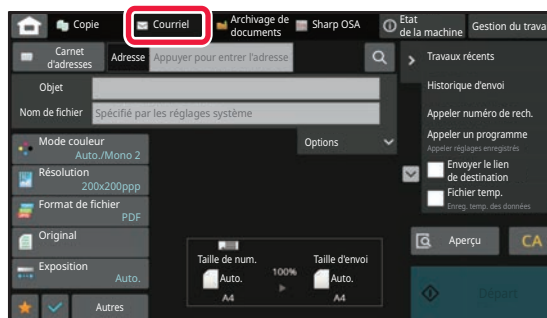 Copie
Courriel
Archivage de
documents
Sharp OSA
Etat
de la machine
Gestion du trava
Carnet
d'adresses
Adresse
Appuyer pour entrer l'adresse
Objet
Nom de fichier
Spécifié par les réglages système
Mode couleur
Auto./Mono 2
Résolution
200x200ppp
Format de fichier
PDF
Original
Exposition
Auto.
Autres
Options
Taille de num.
Auto.
A4
100%
Taille d'envoi
Auto.
A4
Travaux récents
Historique d'envoi
Appeler numéro de rech.
Appeler un programme
Appeler réglages enregistrés
Envoyer le lien
de destination
Fichier temp.
Enreg. temp. des données
Aperçu
CA
Départ